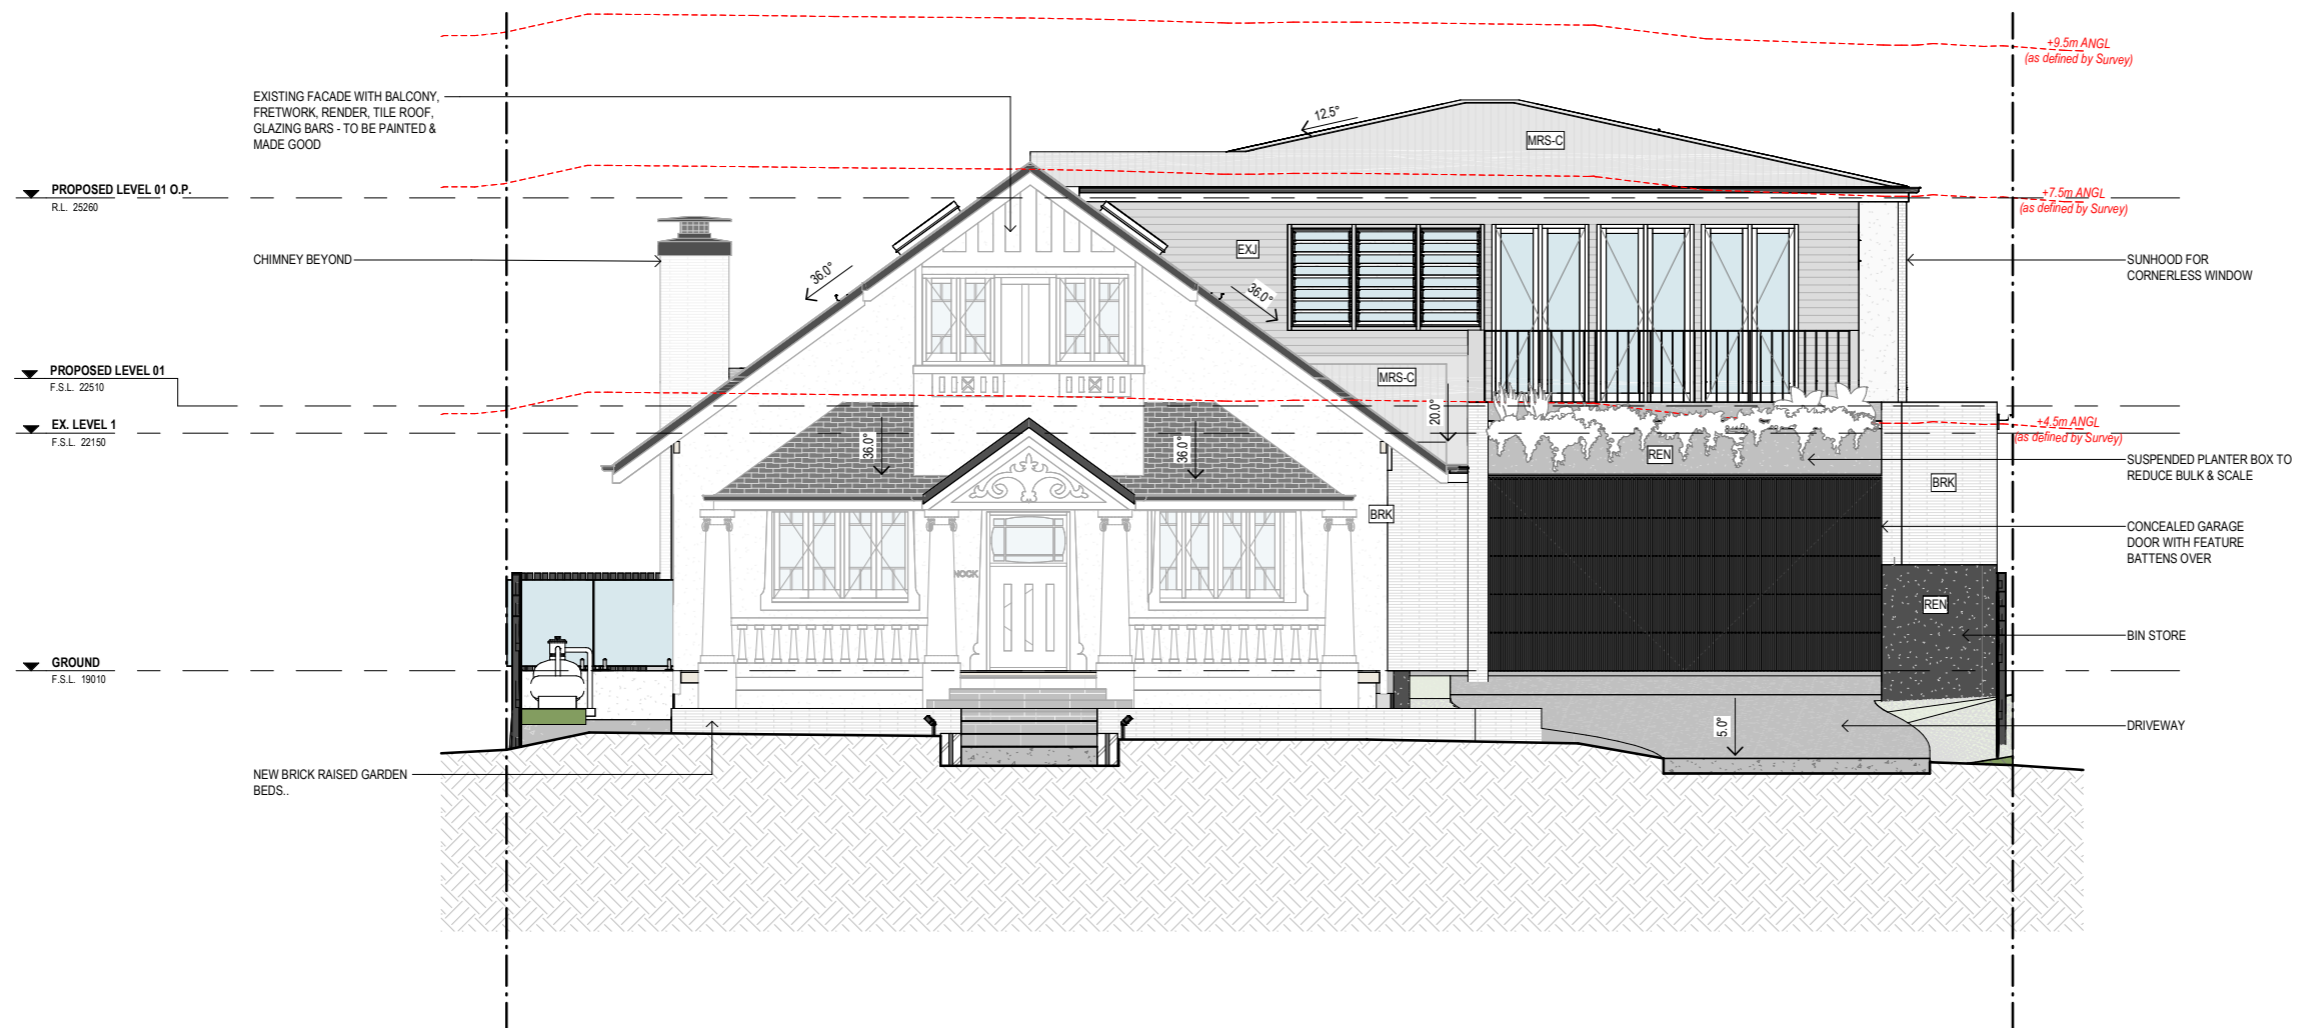 +9.5m ANGL
(as defined by Survey)
EXISTING FACADE WITH BALCONY,
FRETWORK, RENDER, TILE ROOF,
GLAZING BARS - TO BE PAINTED &
MADE GOOD
12.5°
MRS-C
PROPOSED LEVEL 01 O.P.
R.L. 25260
+7.5m ANGL
(as defined by Survey)
CHIMNEY BEYOND
EXJ
36.0°
36.0°
SUNHOOD FOR
CORNERLESS WINDOW
PROPOSED LEVEL 01
F.S.L. 22510
MRS-C
20.0°
EX. LEVEL 1
F.S.L. 22150
+4.5m ANGL
(as defined by Survey)
36.0°
36.0°
REN
SUSPENDED PLANTER BOX TO
REDUCE BULK & SCALE
BRK
BRK
CONCEALED GARAGE
DOOR WITH FEATURE
BATTENS OVER
NOCK
REN
BIN STORE
GROUND
F.S.L. 19010
5.0°
DRIVEWAY
NEW BRICK RAISED GARDEN
BEDS..